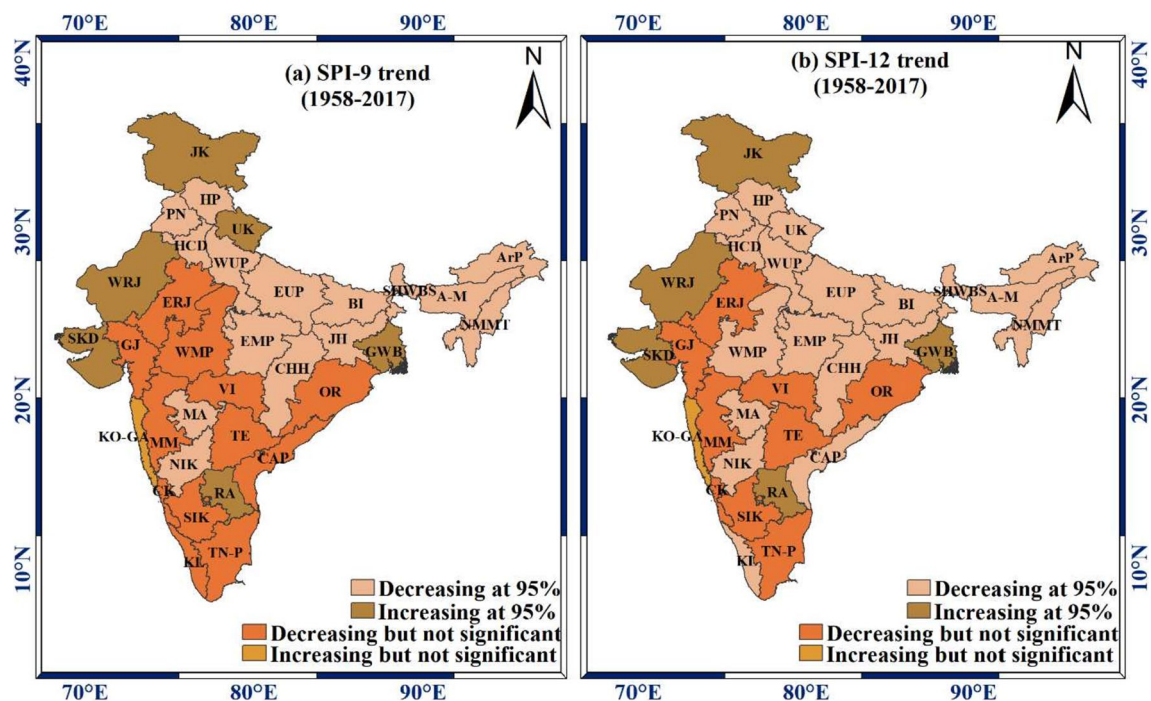 70°E 80°E 90°E
70°E 80°E 90°E
40°N
30°N
20°N
10°N
(a) SPI-9 trend
(1958-2017)
N
JK
HP
PN
UK
HCD
WUP
WRJ
ERJ
EUP
BI
SHWBS
ArP
A-M
NMMT
SKD
GJ
WMP
EMP
JH
GWB
CHH
VI
OR
MA
KO-GA
MM
TE
NIK
CAP
CK
RA
SIK
KL
TN-P
Decreasing at 95%
Increasing at 95%
Decreasing but not significant
Increasing but not significant
(b) SPI-12 trend
(1958-2017)
N
JK
HP
PN
UK
HCD
WUP
WRJ
ERJ
EUP
BI
SHWBS
ArP
A-M
NMMT
SKD
GJ
WMP
EMP
JH
GWB
CHH
VI
OR
MA
KO-GA
MM
TE
NIK
CAP
CK
RA
SIK
KL
TN-P
Decreasing at 95%
Increasing at 95%
Decreasing but not significant
Increasing but not significant
40°N
30°N
20°N
10°N
70°E 80°E 90°E
70°E 80°E 90°E